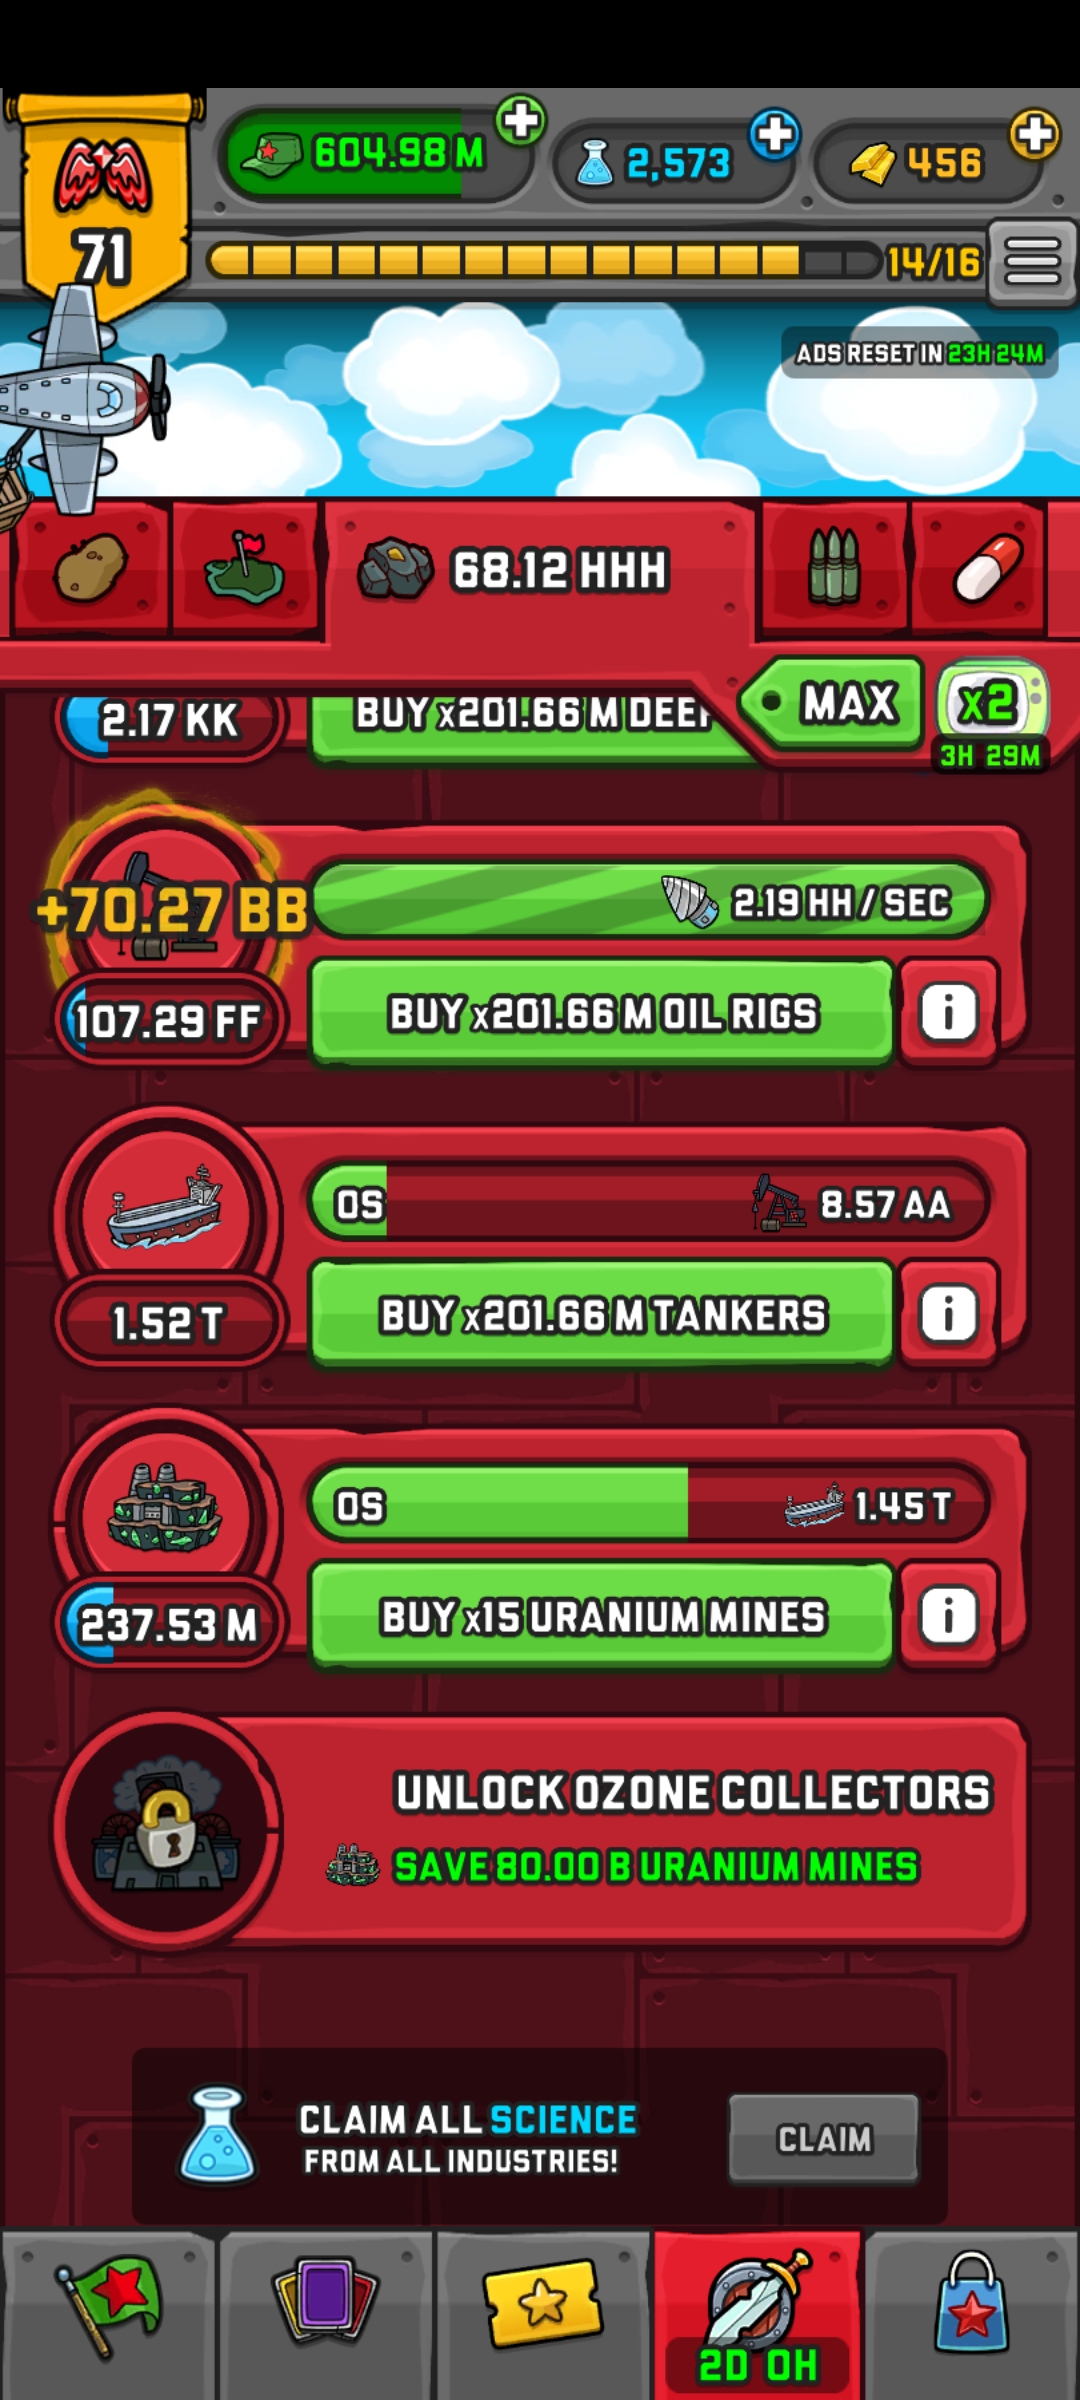 604.98 M
2,573
456
71
14/16
ADS RESET IN 23H 24M
68.12 HHH
MAX
x2
3H 29M
2.17 KK
BUY x201.66 M DEEP
+70.27 BB
2.19 HH / SEC
107.29 FF
BUY x201.66 M OIL RIGS
i
0S
8.57 AA
1.52 T
BUY x201.66 M TANKERS
i
0S
1.45 T
237.53 M
BUY x15 URANIUM MINES
i
UNLOCK OZONE COLLECTORS
SAVE 80.00 B URANIUM MINES
CLAIM ALL SCIENCE
FROM ALL INDUSTRIES!
CLAIM
2D 0H